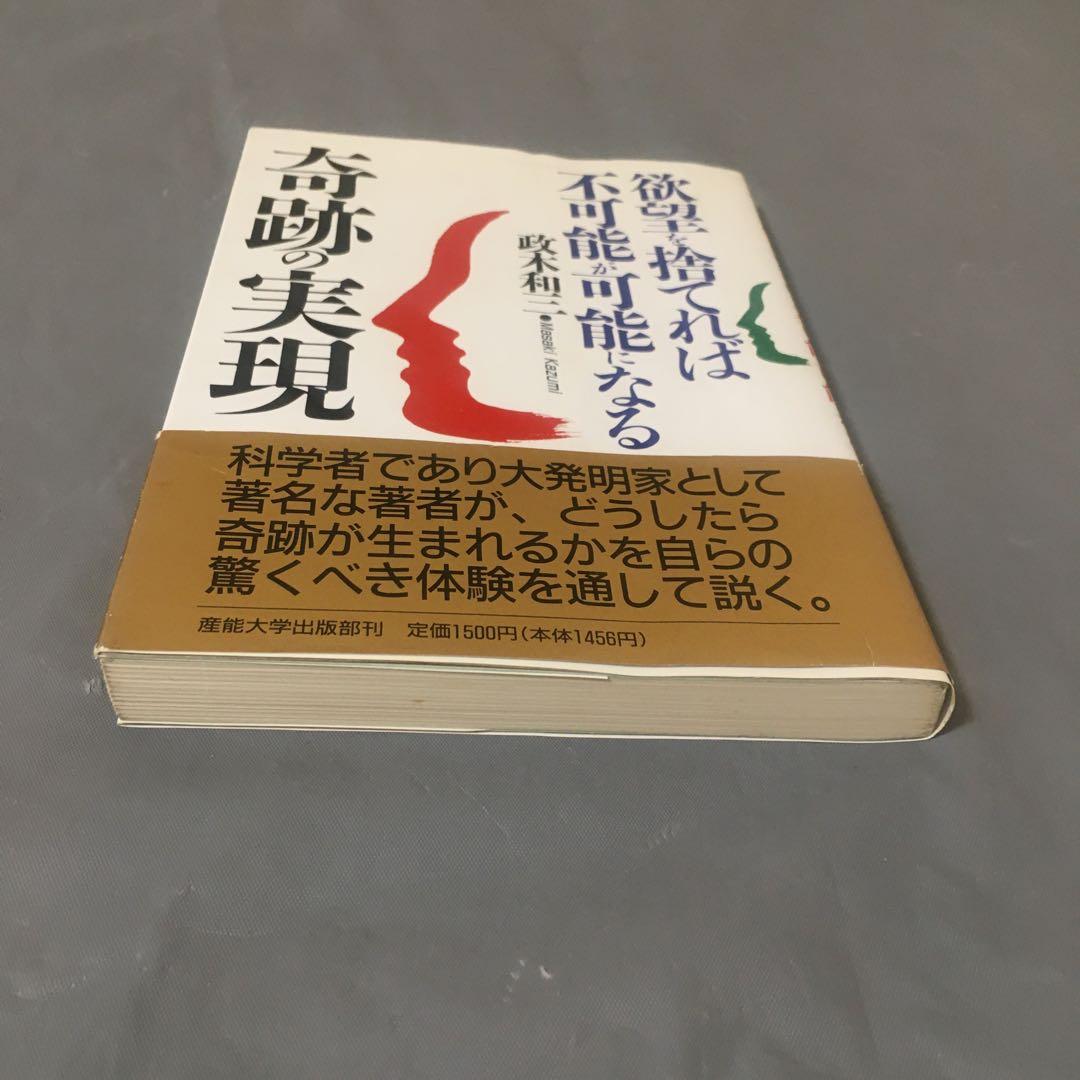 欲望を捨てれば
不可能が可能になる
政木和三
●Masaki Kazumi
奇跡の実現
科学者であり大発明家として
著名な著者が、どうしたら
奇跡が生まれるかを自らの
驚くべき体験を通して説く。
産能大学出版部刊 定価1500円(本体1456円)